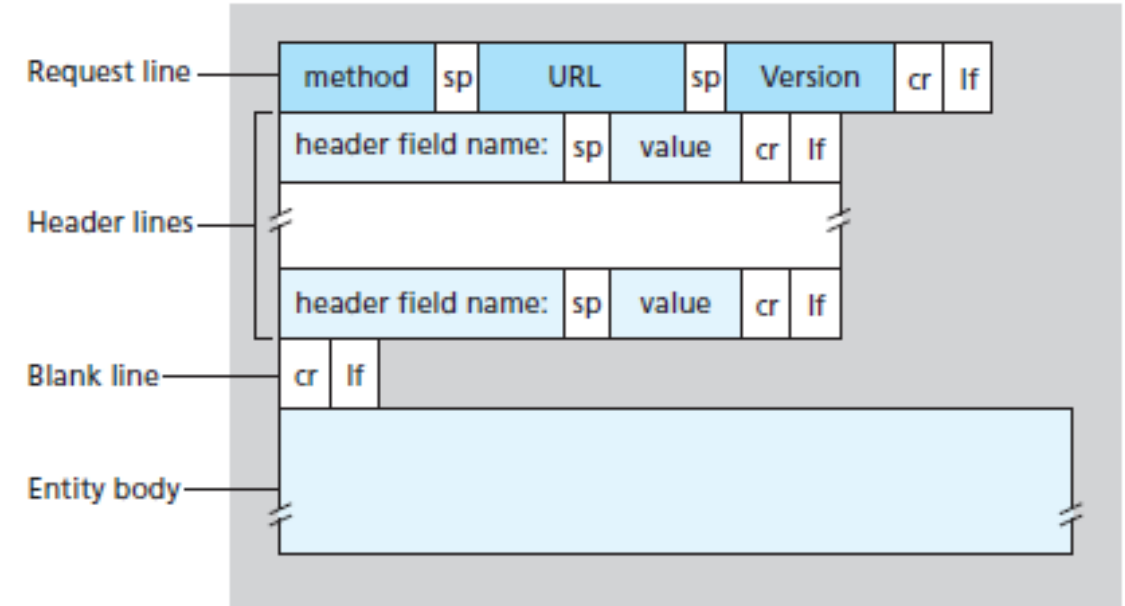 Request line method sp URL sp Version cr lf
header field name: sp value cr lf
Header lines
header field name: sp value cr lf
Blank line cr lf
Entity body